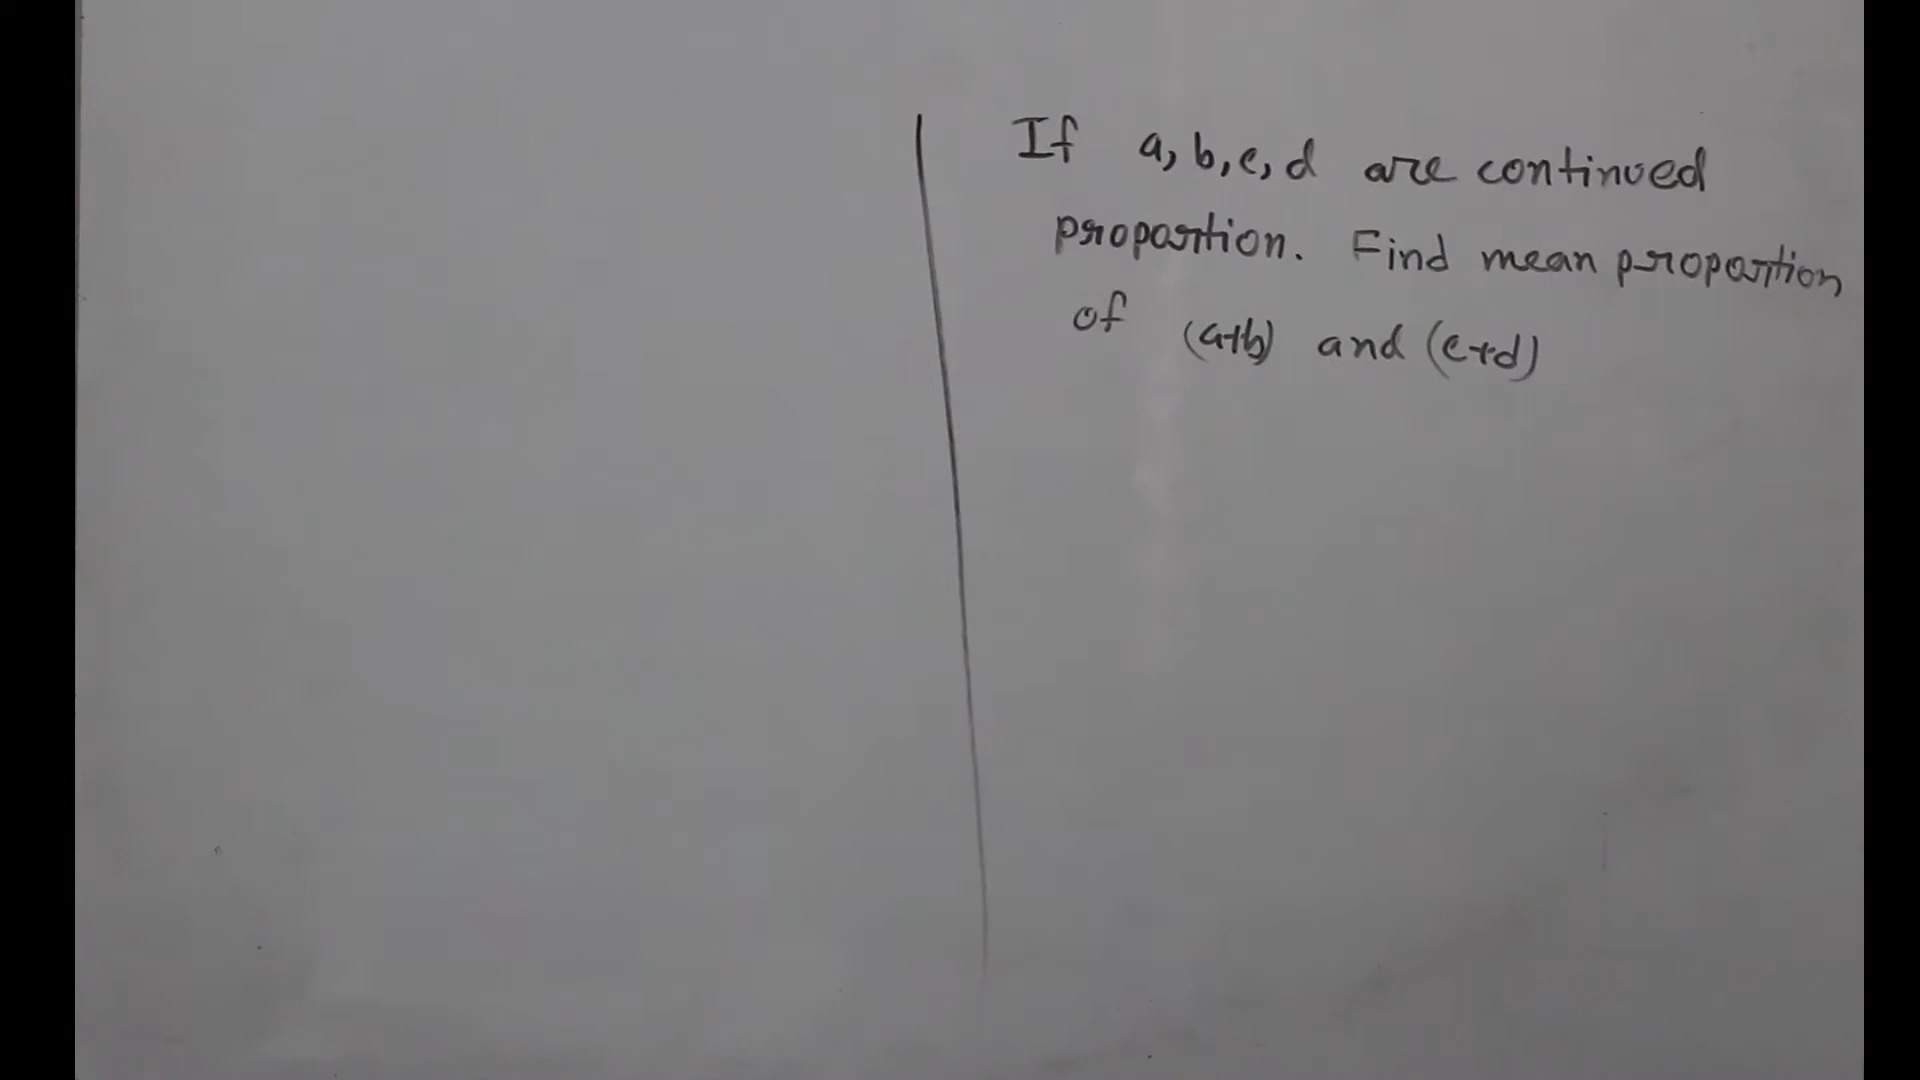 If a, b, c, d are continued
proportion. Find mean proportion
of (a+b) and (c+d)